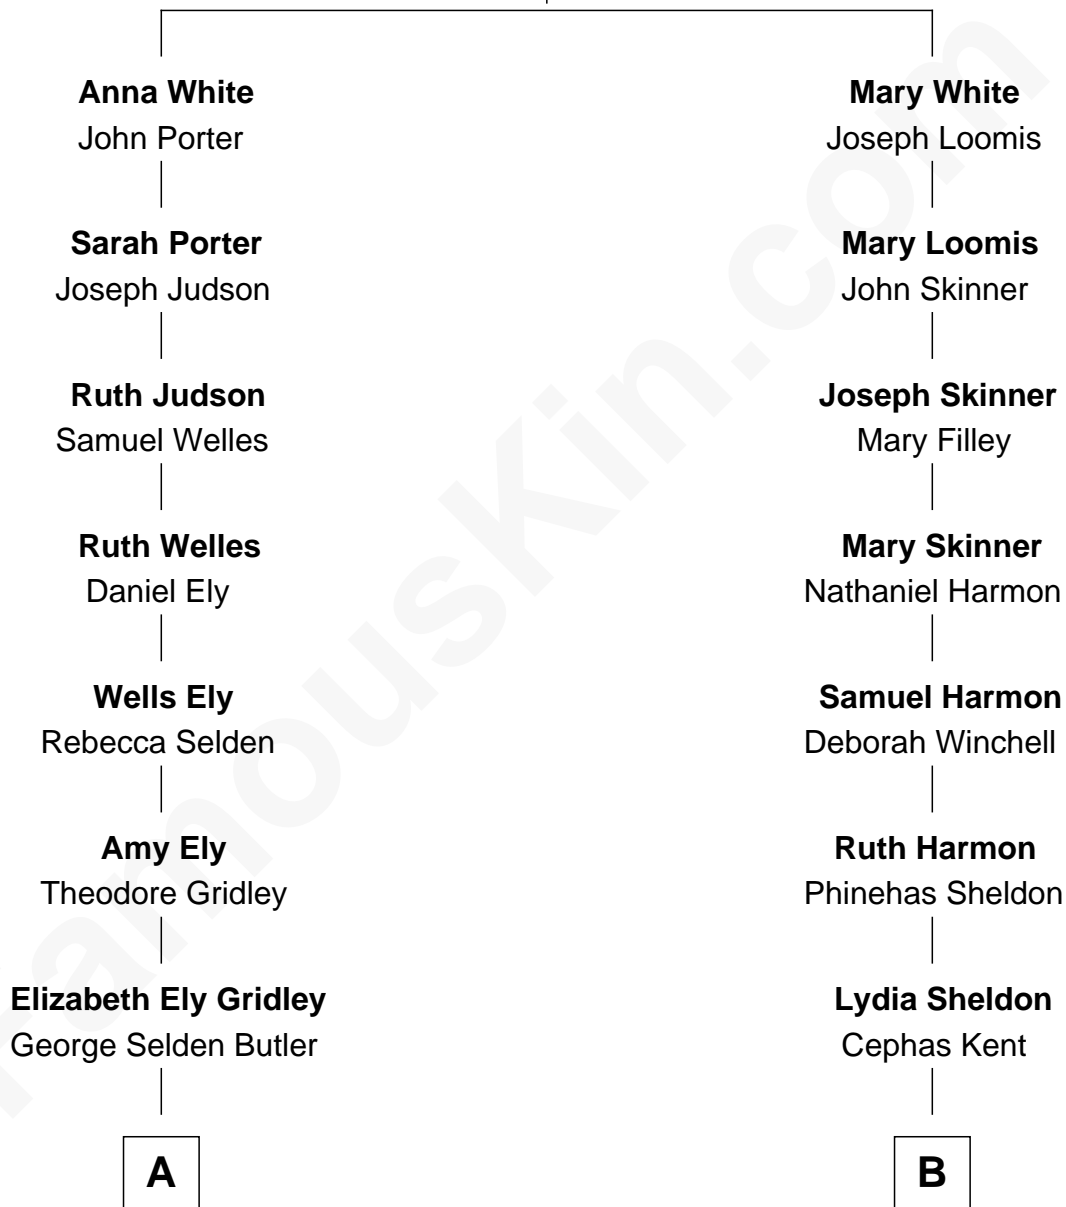 Anna White
John Porter
Sarah Porter
Joseph Judson
Ruth Judson
Samuel Welles
Ruth Welles
Daniel Ely
Wells Ely
Rebecca Selden
Amy Ely
Theodore Gridley
Elizabeth Ely Gridley
George Selden Butler
A
Mary White
Joseph Loomis
Mary Loomis
John Skinner
Joseph Skinner
Mary Filley
Mary Skinner
Nathaniel Harmon
Samuel Harmon
Deborah Winchell
Ruth Harmon
Phinehas Sheldon
Lydia Sheldon
Cephas Kent
B
FamousKin.com